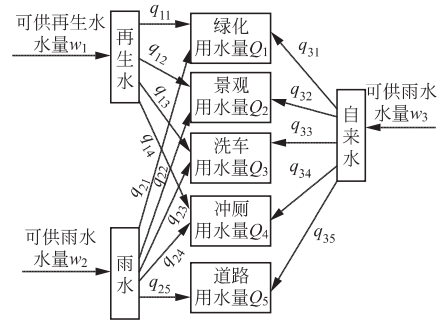 可供再生水
水量w₁
再生水
q₁₁
q₁₂
q₁₃
q₁₄
绿化
用水量Q₁
景观
用水量Q₂
洗车
用水量Q₃
冲厕
用水量Q₄
道路
用水量Q₅
q₃₁
q₃₂
q₃₃
q₃₄
q₃₅
自来水
可供雨水
水量w₃
q₂₁
q₂₂
q₂₃
q₂₄
q₂₅
可供雨水
水量w₂
雨水